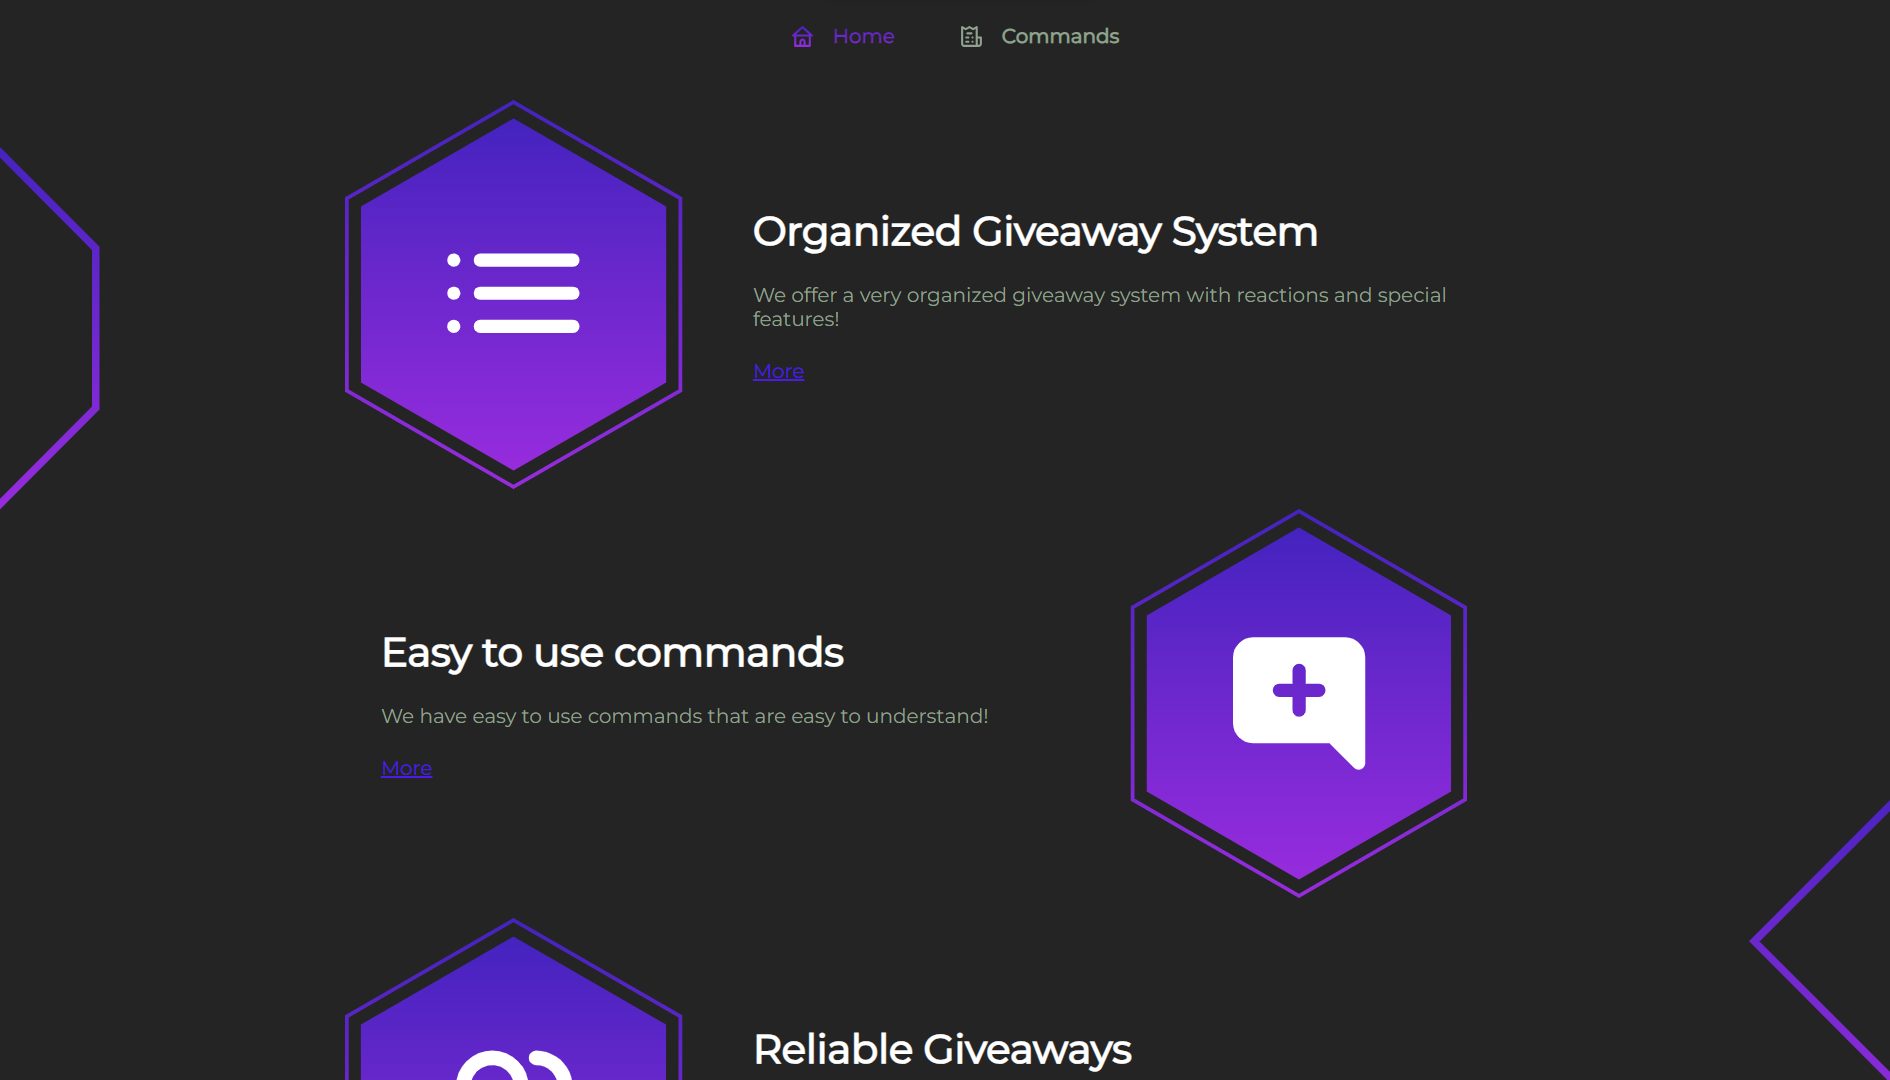 Home
Commands
Organized Giveaway System
We offer a very organized giveaway system with reactions and special
features!
More
Easy to use commands
We have easy to use commands that are easy to understand!
More
Reliable Giveaways